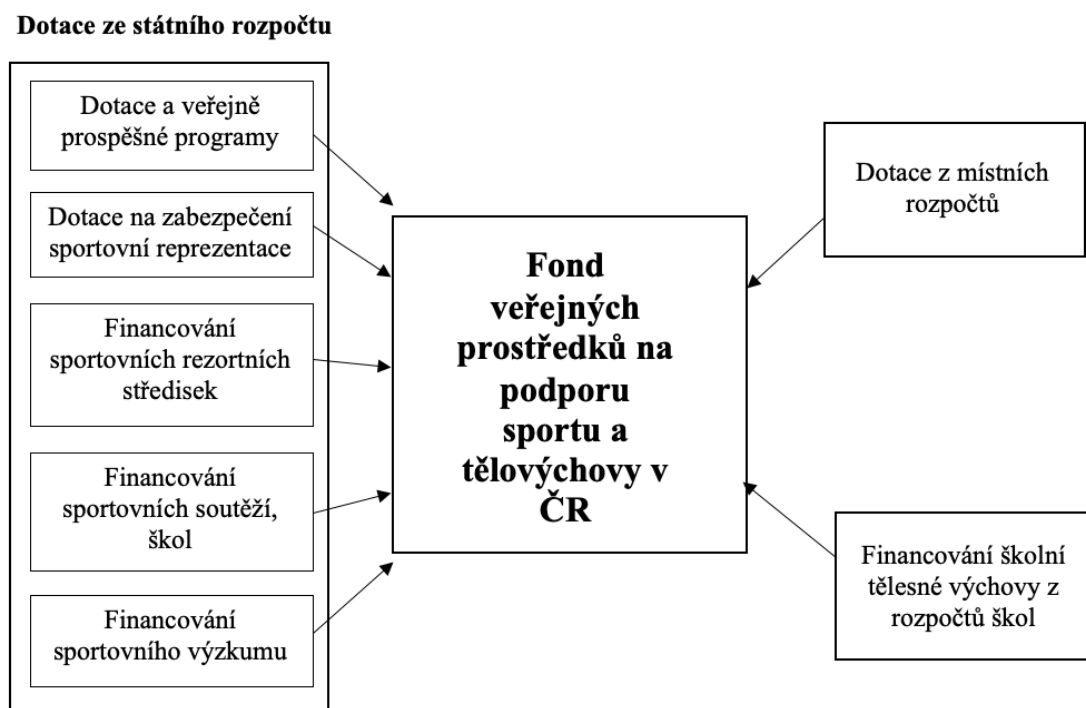 Dotace ze státního rozpočtu
Dotace a veřejně
prospěšné programy
Dotace na zabezpečení
sportovní reprezentace
Financování
sportovních rezortních
středisek
Financování
sportovních soutěží,
škol
Financování
sportovního výzkumu
Fond
veřejných
prostředků na
podporu
sportu a
tělovýchovy v
ČR
Dotace z místních
rozpočtů
Financování školní
tělesné výchovy z
rozpočtů škol